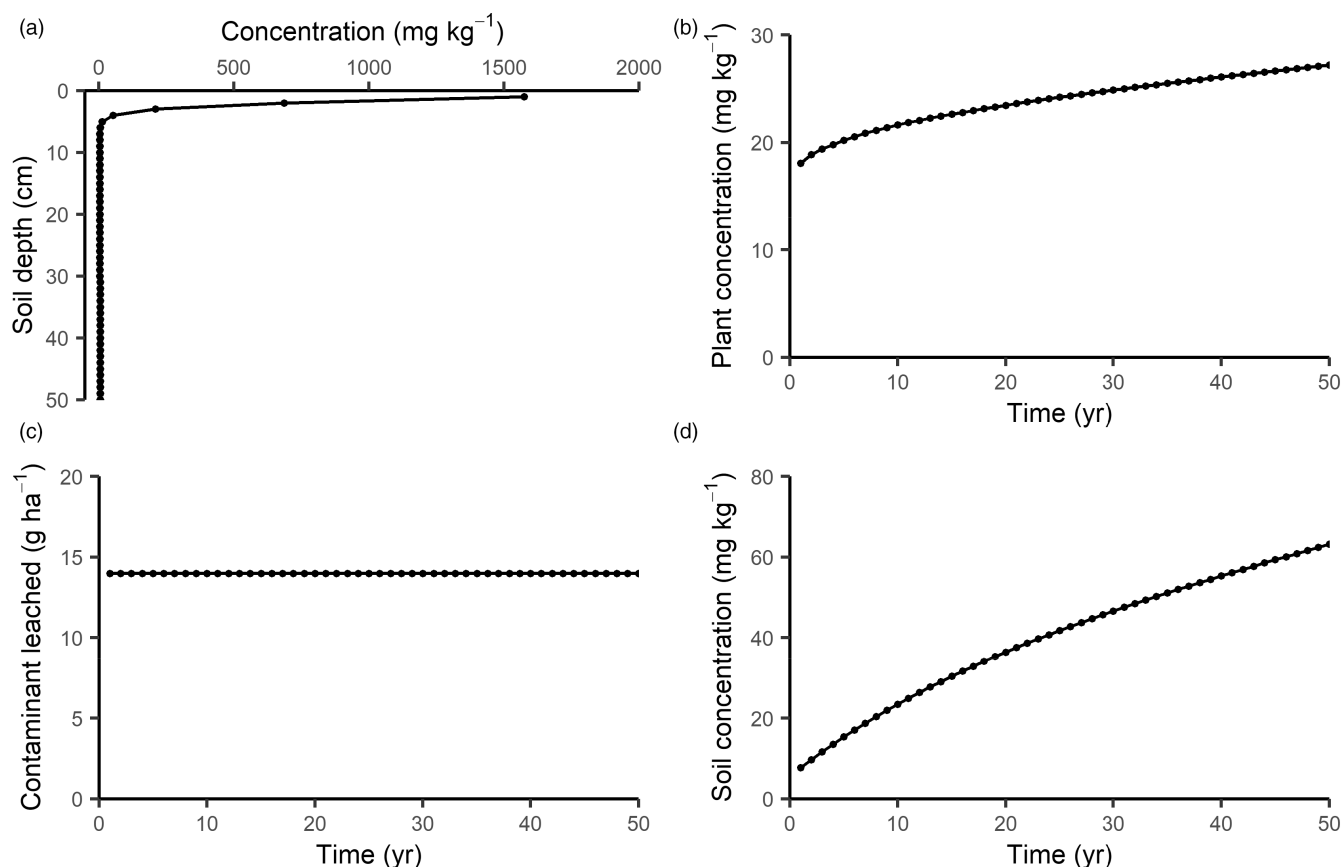 (a)
Concentration (mg kg⁻¹)
0 500 1000 1500 2000
0
10
20
30
40
50
Soil depth (cm)
(b)
30
20
10
0
Plant concentration (mg kg⁻¹)
0 10 20 30 40 50
Time (yr)
(c)
20
15
10
5
0
Contaminant leached (g ha⁻¹)
0 10 20 30 40 50
Time (yr)
(d)
80
60
40
20
0
Soil concentration (mg kg⁻¹)
0 10 20 30 40 50
Time (yr)